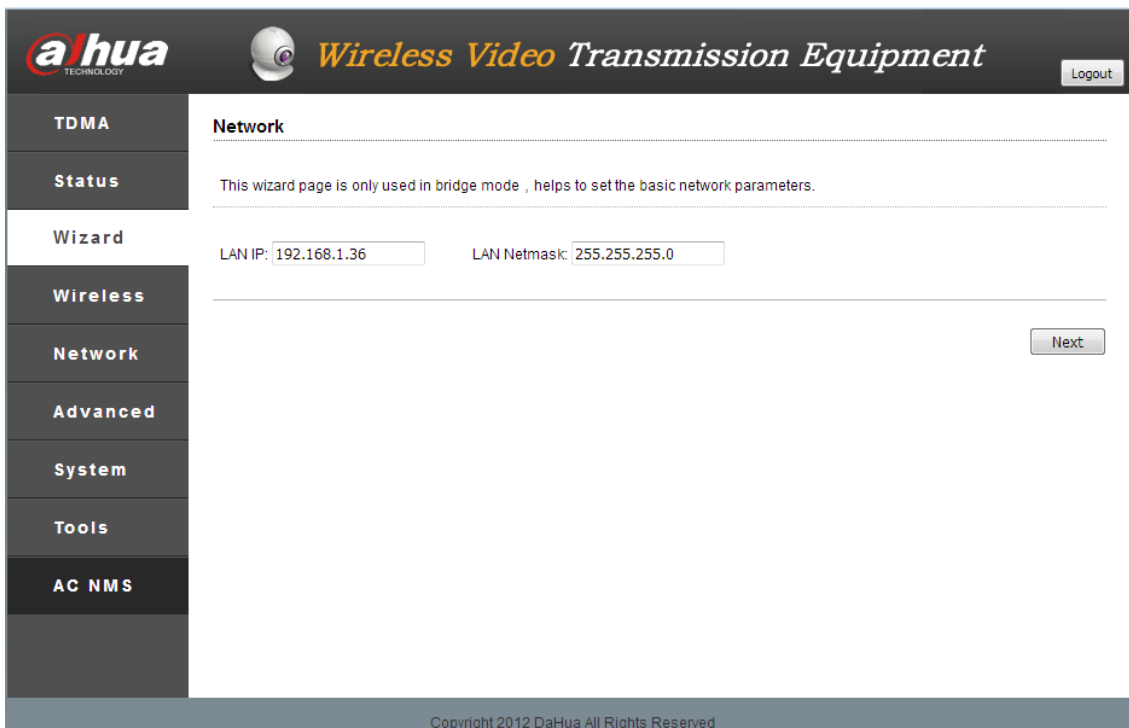 alhua
TECHNOLOGY
Wireless Video Transmission Equipment
Logout
TDMA
Status
Wizard
Wireless
Network
Advanced
System
Tools
AC NMS
Network
This wizard page is only used in bridge mode , helps to set the basic network parameters.
LAN IP: 192.168.1.36 LAN Netmask: 255.255.255.0
Next
Copyright 2012 DaHua All Rights Reserved